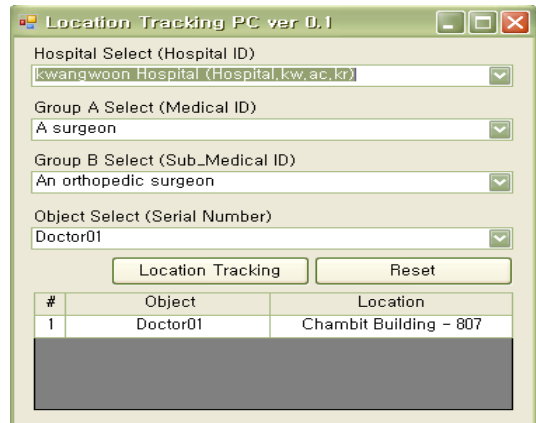 Location Tracking PC ver 0.1
Hospital Select (Hospital ID)
kwangwoon Hospital (Hospital,kw,ac,kr)
Group A Select (Medical ID)
A surgeon
Group B Select (Sub_Medical ID)
An orthopedic surgeon
Object Select (Serial Number)
Doctor01
Location Tracking Reset
# Object Location
1 Doctor01 Chambit Building - 807